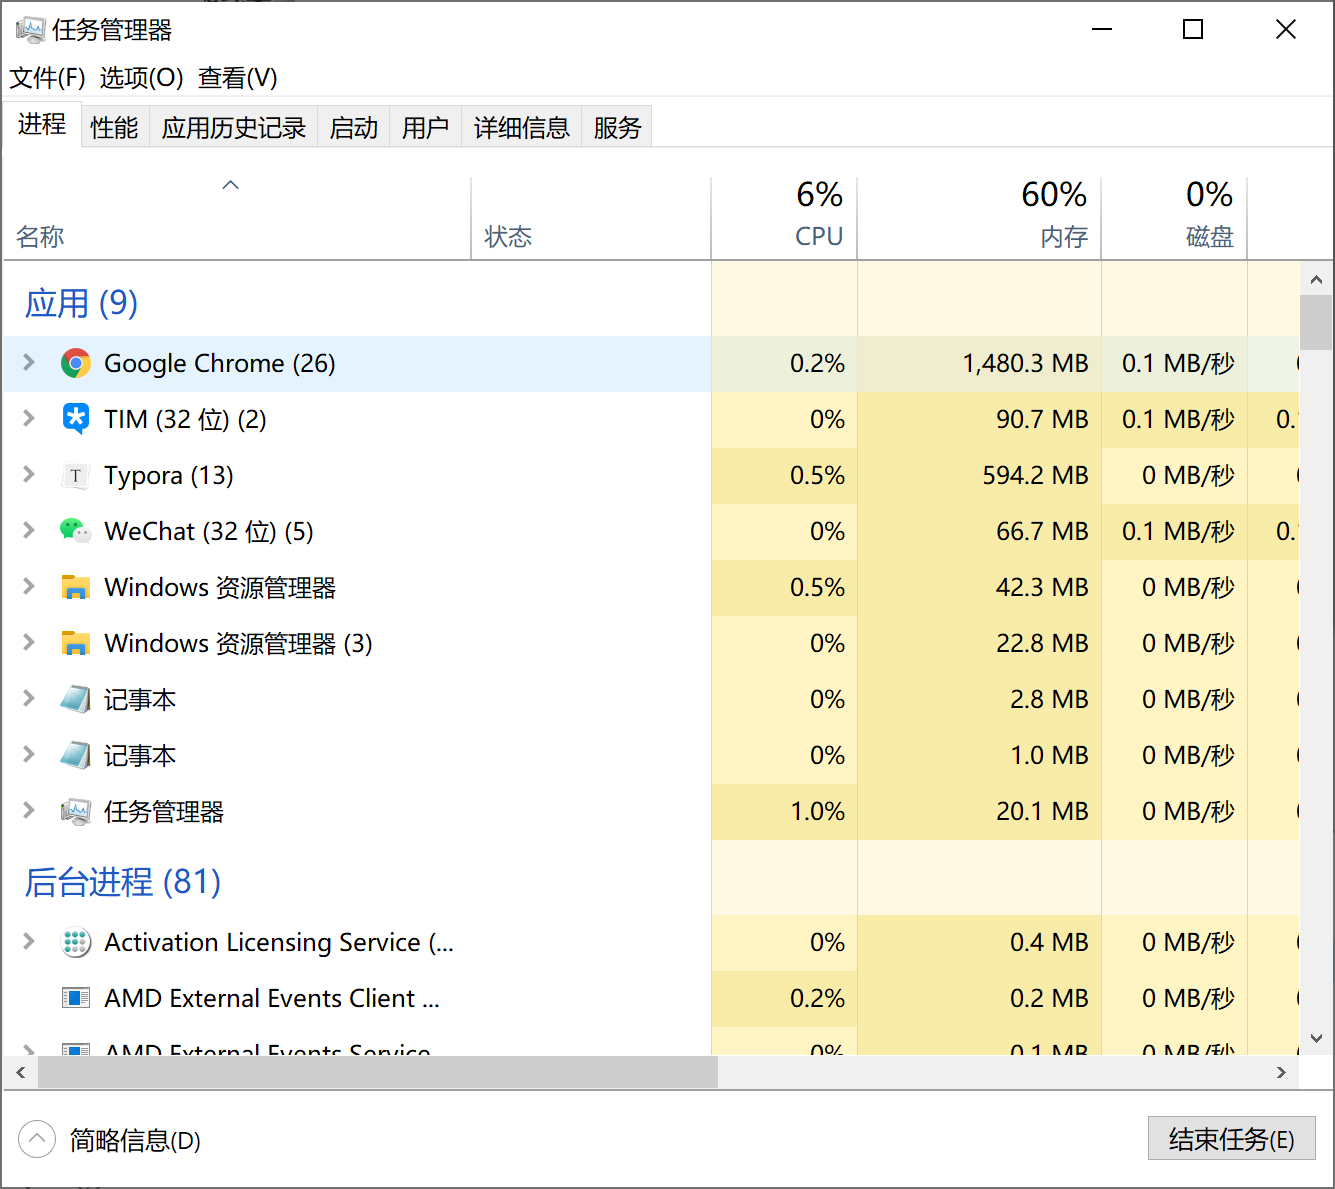 任务管理器
文件(F) 选项(O) 查看(V)
进程 性能 应用历史记录 启动 用户 详细信息 服务
6% 60% 0%
名称 状态 CPU 内存 磁盘
应用 (9)
Google Chrome (26) 0.2% 1,480.3 MB 0.1 MB/秒
TIM (32 位) (2) 0% 90.7 MB 0.1 MB/秒 0.
Typora (13) 0.5% 594.2 MB 0 MB/秒
WeChat (32 位) (5) 0% 66.7 MB 0.1 MB/秒 0.
Windows 资源管理器 0.5% 42.3 MB 0 MB/秒
Windows 资源管理器 (3) 0% 22.8 MB 0 MB/秒
记事本 0% 2.8 MB 0 MB/秒
记事本 0% 1.0 MB 0 MB/秒
任务管理器 1.0% 20.1 MB 0 MB/秒
后台进程 (81)
Activation Licensing Service (... 0% 0.4 MB 0 MB/秒
AMD External Events Client ... 0.2% 0.2 MB 0 MB/秒
AMD External Events Service 0% 0.1 MB 0 MB/秒
简略信息(D) 结束任务(E)